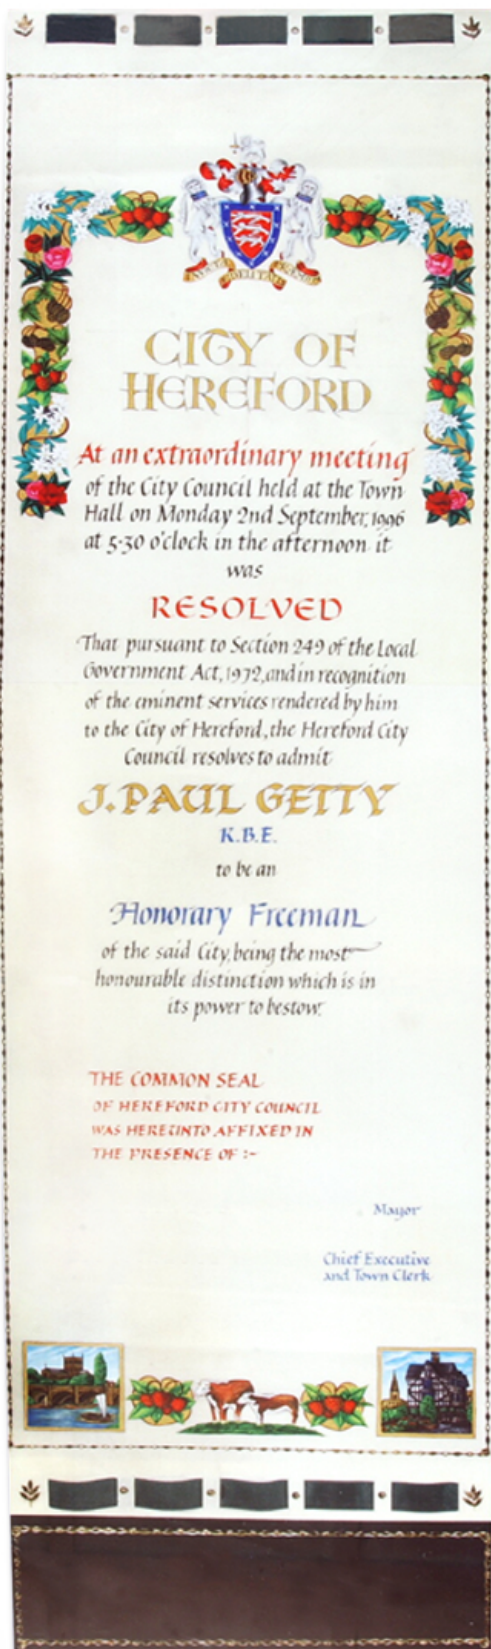 CITY OF
HEREFORD
At an extraordinary meeting
of the City Council held at the Town
Hall on Monday 2nd September, 1996
at 5·30 o'clock in the afternoon it
was
RESOLVED
That pursuant to Section 249 of the Local
Government Act, 1972, and in recognition
of the eminent services rendered by him
to the City of Hereford, the Hereford City
Council resolves to admit
J. PAUL GETTY
K.B.E.
to be an
Honorary Freeman
of the said City, being the most
honourable distinction which is in
its power to bestow.
THE COMMON SEAL
OF HEREFORD CITY COUNCIL
WAS HEREUNTO AFFIXED IN
THE PRESENCE OF :-
Mayor
Chief Executive
and Town Clerk